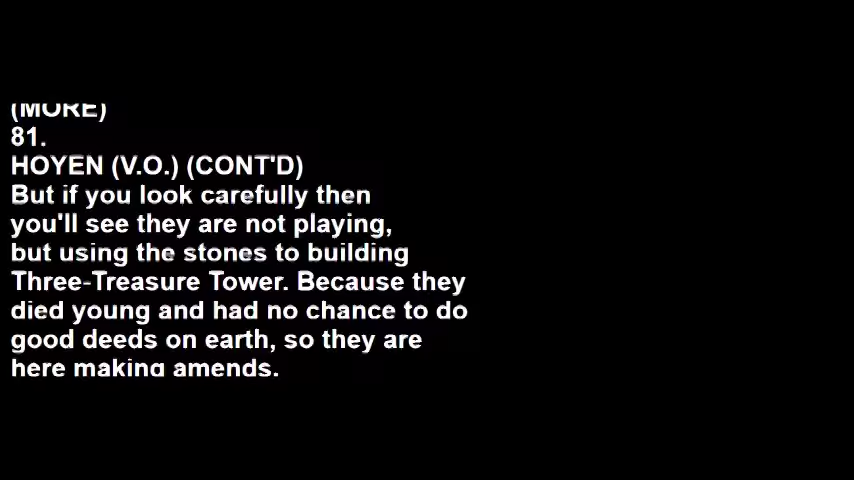 (MORE)
81.
HOYEN (V.O.) (CONT'D)
But if you look carefully then
you'll see they are not playing,
but using the stones to building
Three-Treasure Tower. Because they
died young and had no chance to do
good deeds on earth, so they are
here making amends.